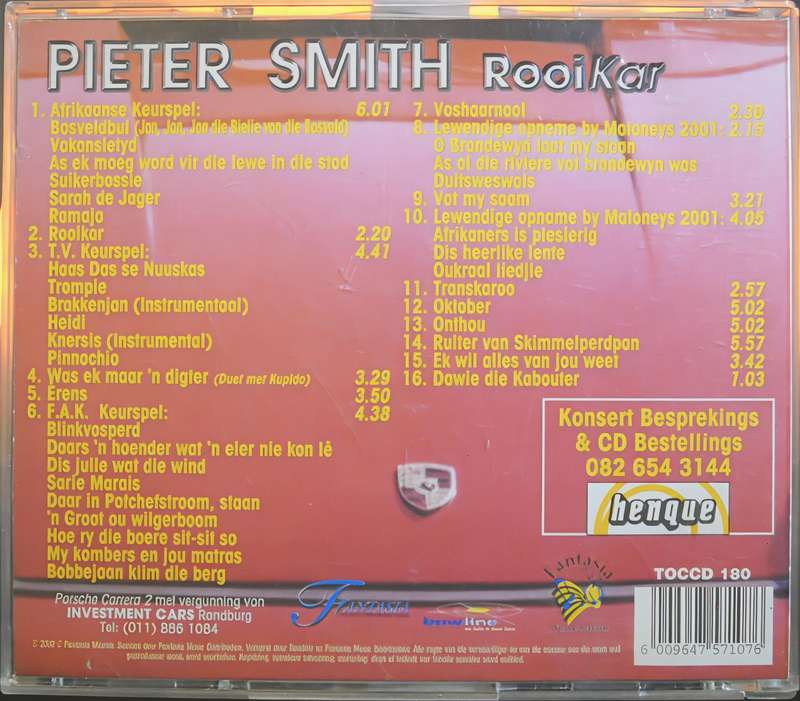 PIETER SMITH RooiKar
1. Afrikaanse Keurspel: 6.01
Bosveldbul (Jan, Jan, Jan die Bielie van die Bosveld)
Vakansietyd
As ek moeg word vir die lewe in die stad
Suikerbossie
Sarah de Jager
Ramaja
2. Rooikar 2.20
3. T.V. Keurspel: 4.41
Haas Das se Nuuskas
Trompie
Brakkenjan (Instrumentaal)
Heidi
Knersis (Instrumental)
Pinnochio
4. Was ek maar 'n digter (Duet met Kupido) 3.29
5. Erens 3.50
6. F.A.K. Keurspel: 4.38
Blinkvosperd
Daars 'n hoender wat 'n eier nie kon lê
Dis julle wat die wind
Sarie Marais
Daar in Potchefstroom, staan
'n Groot ou wilgerboom
Hoe ry die boere sit-sit so
My kombers en jou matras
Bobbejaan klim die berg
7. Voshaarnooi 2.30
8. Lewendige opname by Maloneys 2001: 2.15
O Brandewyn laat my staan
As al die riviere vol brandewyn was
Duitsweswals
9. Vat my saam 3.21
10. Lewendige opname by Maloneys 2001: 4.05
Afrikaners is plesierig
Dis heerlike lente
Oukraal liedjie
11. Transkaroo 2.57
12. Oktober 5.02
13. Onthou 5.02
14. Ruiter van Skimmelperdpan 5.57
15. Ek wil alles van jou weet 3.42
16. Dawie die Kabouter 1.03
Konsert Besprekings
& CD Bestellings
082 654 3144
henque
Porsche Carrera 2 met vergunning van
INVESTMENT CARS Randburg
Tel: (011) 886 1084
Fantasia
bowline
Fantasia
TOCCD 180
6 009647 571076